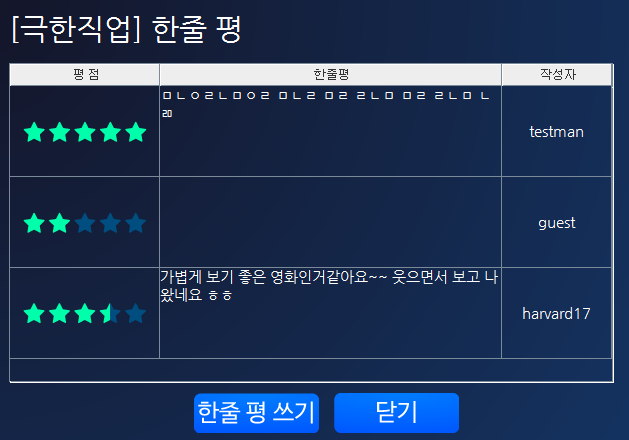 [극한직업] 한줄 평
평 점 한줄평 작성자
ㅁㄴㅇㄹㄴㅁㅇㄹ ㅁㄴㄹ ㅁㄹ ㄹㄴㅁ ㅁㄹ ㄹㄴㅁ ㄴ
ㄻ
testman
guest
가볍게 보기 좋은 영화인거같아요~~ 웃으면서 보고 나
왔네요 ㅎㅎ
harvard17
한줄 평 쓰기 닫기